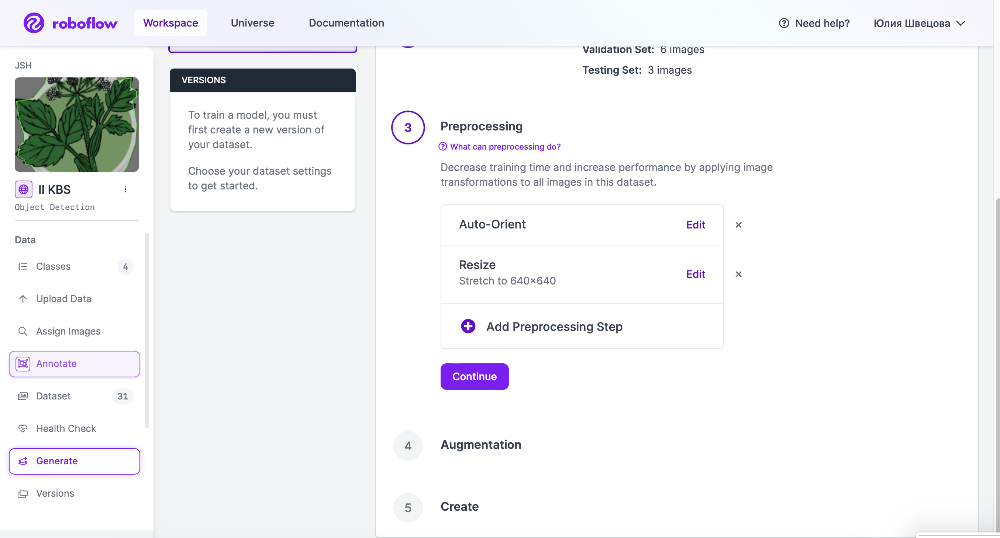 roboflow
Workspace
Universe
Documentation
Need help?
Юлия Швецова
JSH
II KBS
Object Detection
Data
Classes 4
Upload Data
Assign Images
Annotate
Dataset 31
Health Check
Generate
Versions
VERSIONS
To train a model, you must
first create a new version of
your dataset.
Choose your dataset settings
to get started.
Validation Set: 6 images
Testing Set: 3 images
3 Preprocessing
What can preprocessing do?
Decrease training time and increase performance by applying image
transformations to all images in this dataset.
Auto-Orient Edit ×
Resize
Stretch to 640×640
Edit ×
Add Preprocessing Step
Continue
4 Augmentation
5 Create